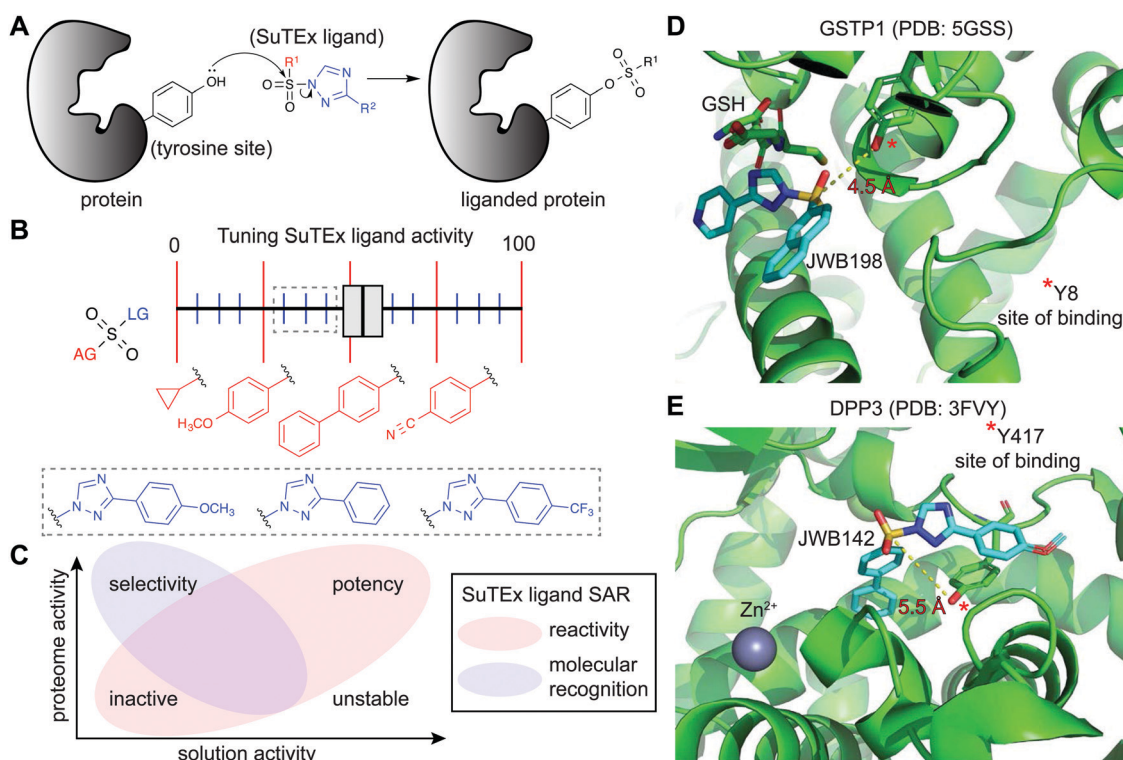 A
(SuTEx ligand)
R¹
O
S
O
N
N
N
R²
OH
(tyrosine site)
protein
O
O
S
R¹
O
liganded protein
B
Tuning SuTEx ligand activity
0
100
O
LG
S
AG
O
CH₃O
N
N
N
N
OCH₃
N
N
N
N
N
N
CF₃
C
proteome activity
selectivity
potency
inactive
unstable
solution activity
SuTEx ligand SAR
reactivity
molecular
recognition
D
GSTP1 (PDB: 5GSS)
GSH
*
4.5 Å
JWB198
*Y8
site of binding
E
DPP3 (PDB: 3FVY)
*Y417
site of binding
JWB142
5.5 Å
*
Zn²⁺